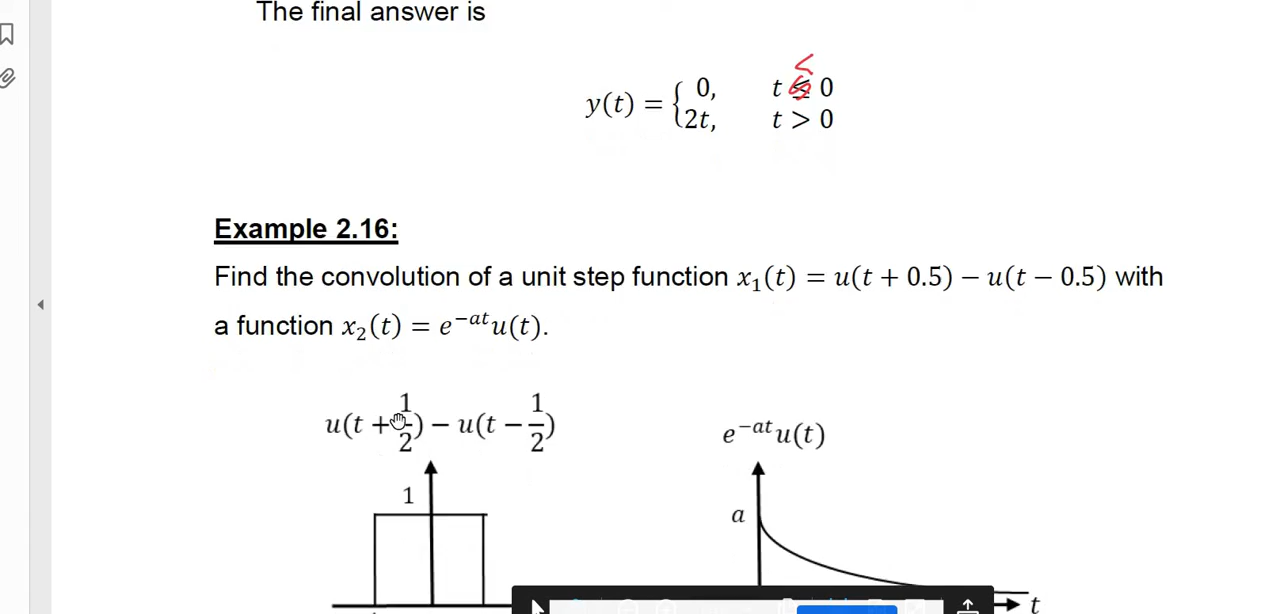 The final answer is
y(t) = { 0, t ≤ 0
2t, t > 0
<
Example 2.16:
Find the convolution of a unit step function x₁(t) = u(t + 0.5) − u(t − 0.5) with
a function x₂(t) = e^{−at}u(t).
u(t + 1/2) − u(t − 1/2)
e^{−at}u(t)
1
a
t